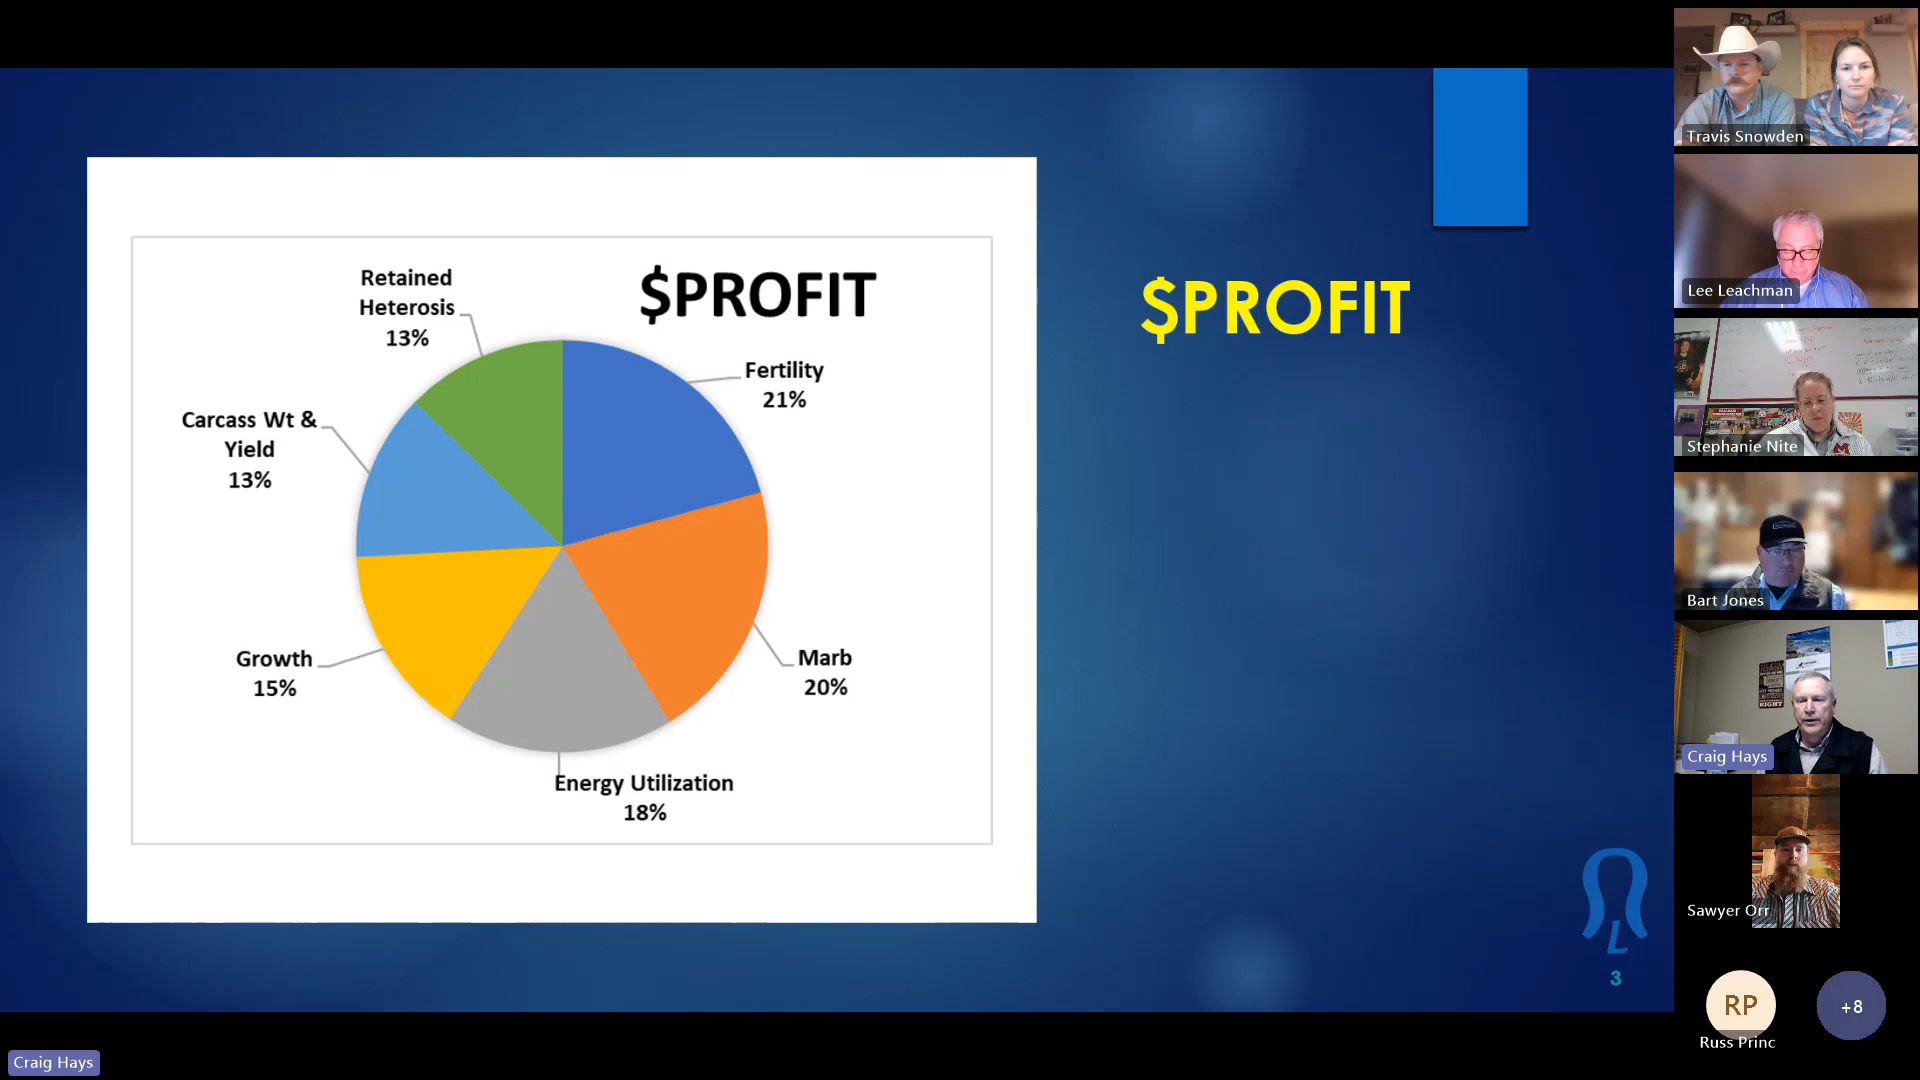 $PROFIT
Retained
Heterosis
13%
Fertility
21%
Carcass Wt &
Yield
13%
Growth
15%
Marb
20%
Energy Utilization
18%
$PROFIT
L
3
Travis Snowden
Lee Leachman
Stephanie Nite
Bart Jones
RIGHT
Craig Hays
Sawyer Orr
RP
Russ Princ
+8
Craig Hays